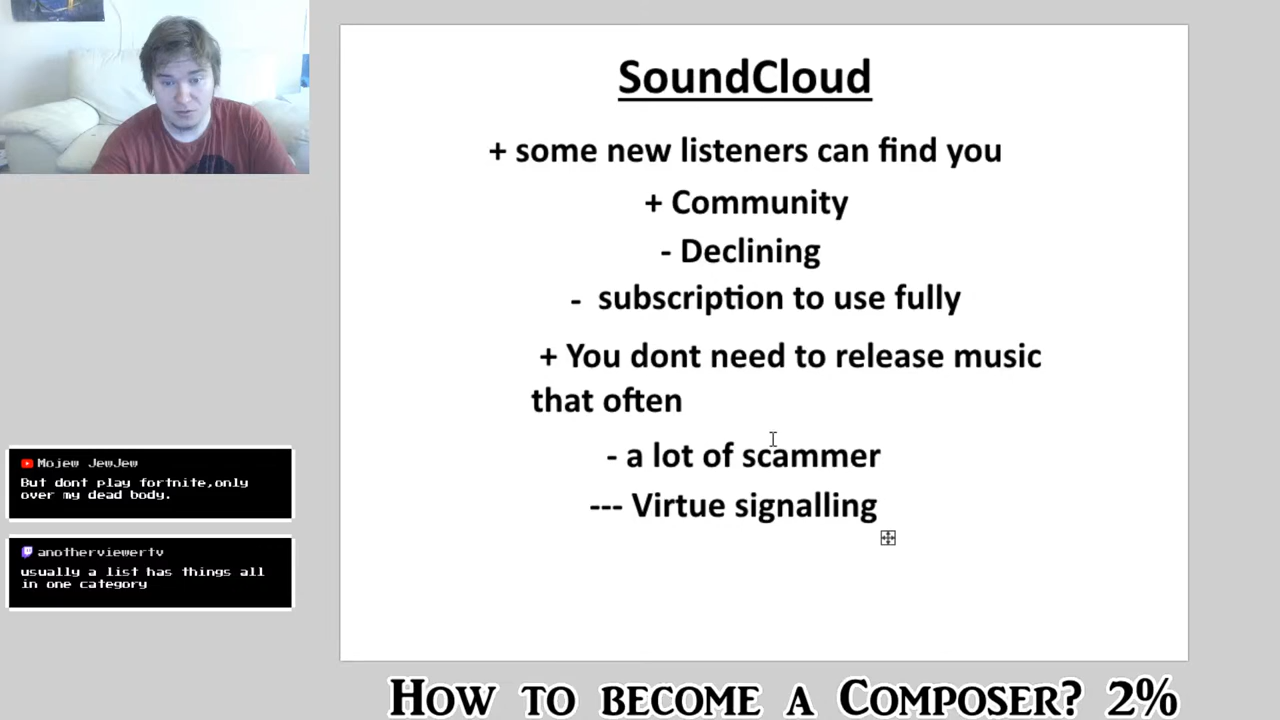 SoundCloud
+ some new listeners can find you
+ Community
- Declining
- subscription to use fully
+ You dont need to release music
that often
- a lot of scammer
--- Virtue signalling
Mojew JewJew
But dont play fortnite,only
over my dead body.
anotherviewertv
usually a list has things all
in one category
How to become a Composer? 2%